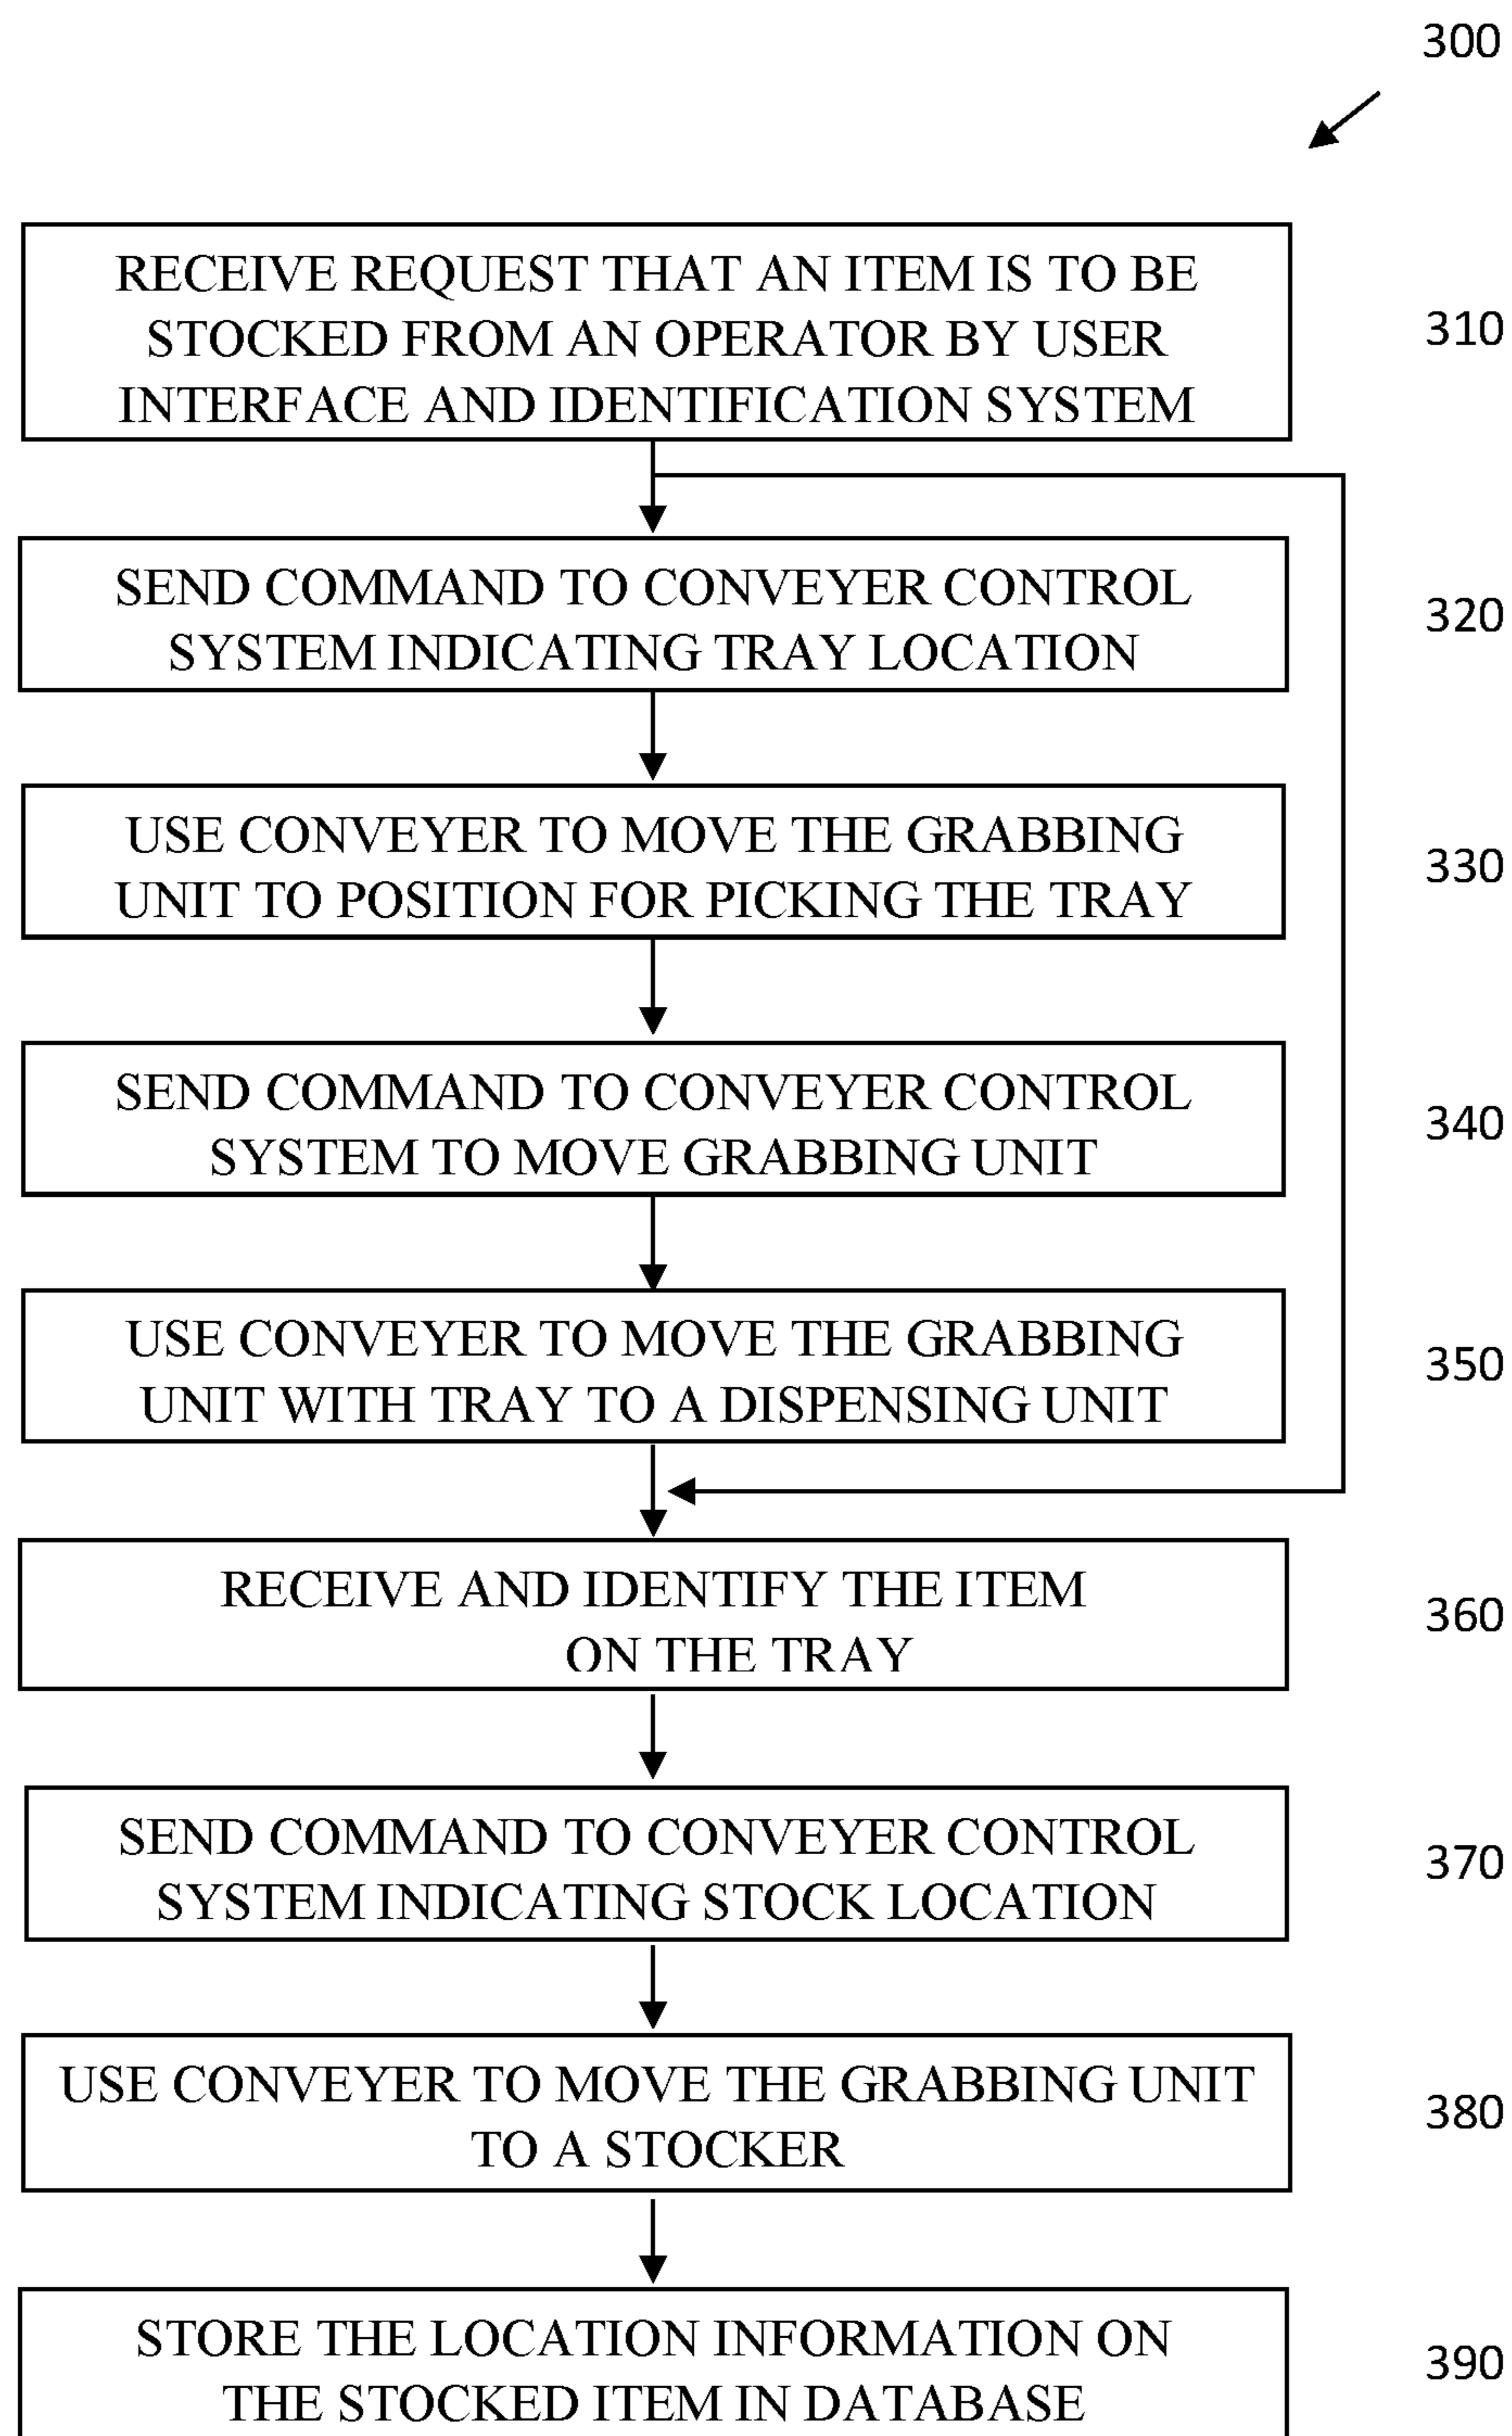 300
RECEIVE REQUEST THAT AN ITEM IS TO BE
STOCKED FROM AN OPERATOR BY USER
INTERFACE AND IDENTIFICATION SYSTEM
310
SEND COMMAND TO CONVEYER CONTROL
SYSTEM INDICATING TRAY LOCATION
320
USE CONVEYER TO MOVE THE GRABBING
UNIT TO POSITION FOR PICKING THE TRAY
330
SEND COMMAND TO CONVEYER CONTROL
SYSTEM TO MOVE GRABBING UNIT
340
USE CONVEYER TO MOVE THE GRABBING
UNIT WITH TRAY TO A DISPENSING UNIT
350
RECEIVE AND IDENTIFY THE ITEM
ON THE TRAY
360
SEND COMMAND TO CONVEYER CONTROL
SYSTEM INDICATING STOCK LOCATION
370
USE CONVEYER TO MOVE THE GRABBING UNIT
TO A STOCKER
380
STORE THE LOCATION INFORMATION ON
THE STOCKED ITEM IN DATABASE
390